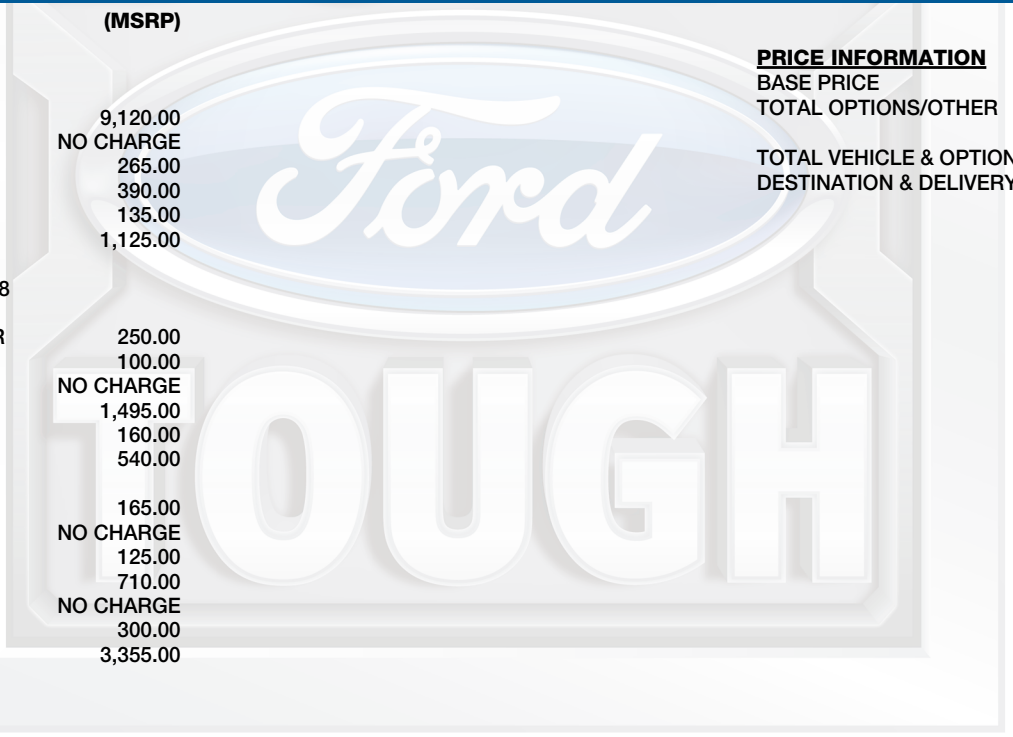 (MSRP)
PRICE INFORMATION
BASE PRICE
TOTAL OPTIONS/OTHER
TOTAL VEHICLE & OPTION
DESTINATION & DELIVERY
9,120.00
NO CHARGE
265.00
390.00
135.00
1,125.00
8
R 250.00
100.00
NO CHARGE
1,495.00
160.00
540.00
165.00
NO CHARGE
125.00
710.00
NO CHARGE
300.00
3,355.00
Ford
TOUGH